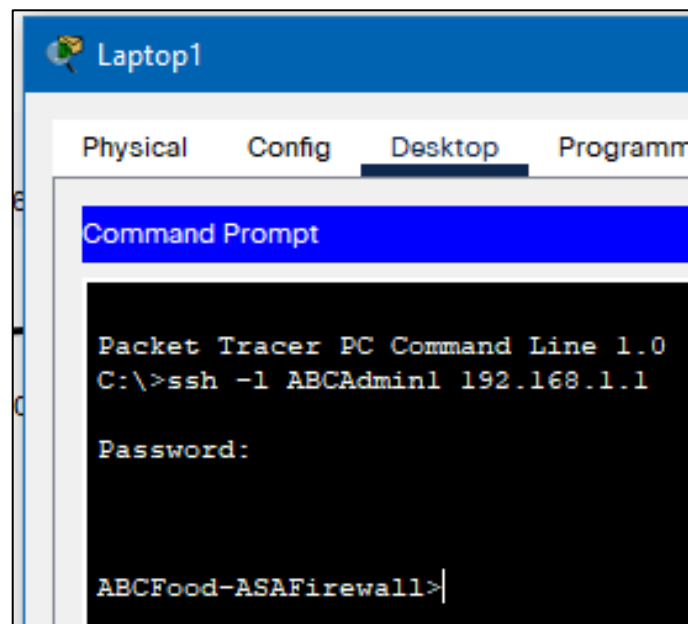 Laptop1
Physical Config Desktop Programm
Command Prompt
Packet Tracer PC Command Line 1.0
C:\>ssh -l ABCAdmin1 192.168.1.1
Password:
ABCFood-ASAFirewall>